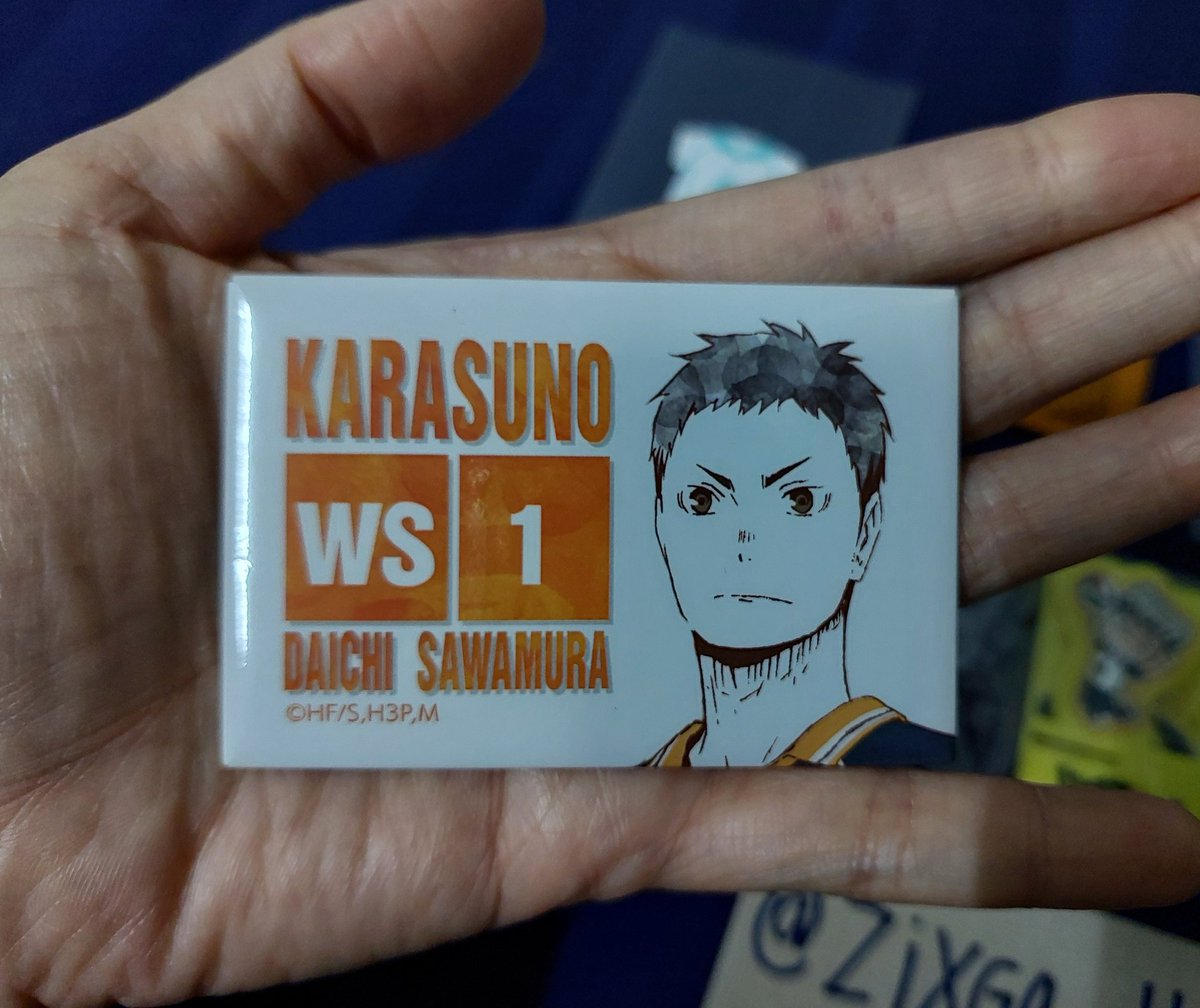 KARASUNO
WS 1
DAICHI SAWAMURA
©HF/S,H3P,M